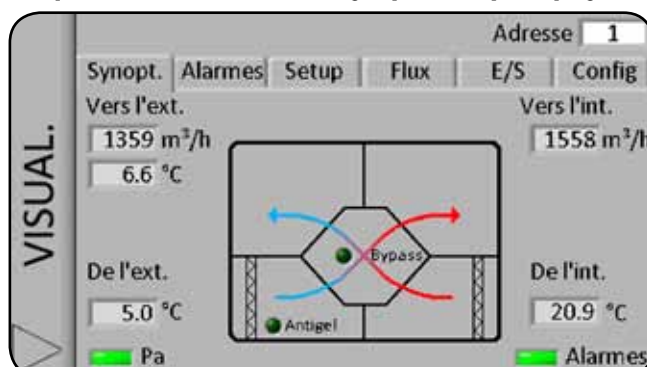 Adresse 1
Synopt. Alarmes Setup Flux E/S Config
VISUAL.
Vers l'ext. Vers l'int.
1359 m³/h 1558 m³/h
6.6 °C
Bypass
De l'ext. De l'int.
5.0 °C 20.9 °C
Antigel
Pa Alarmes